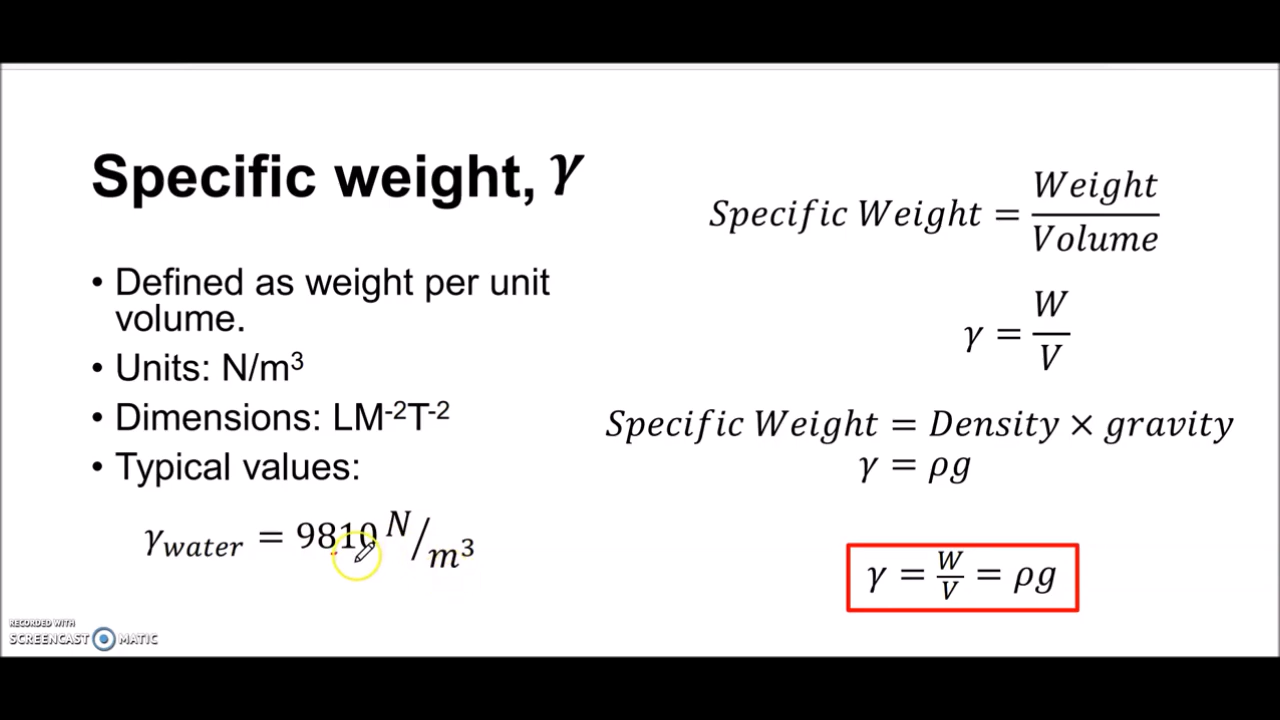 Specific weight, γ
• Defined as weight per unit
volume.
• Units: N/m³
• Dimensions: LM⁻²T⁻²
• Typical values:
γ_water = 9810 N/m³
Specific Weight = Weight/Volume
γ = W/V
Specific Weight = Density × gravity
γ = ρg
γ = W/V = ρg
RECORDED WITH
SCREENCAST MATIC